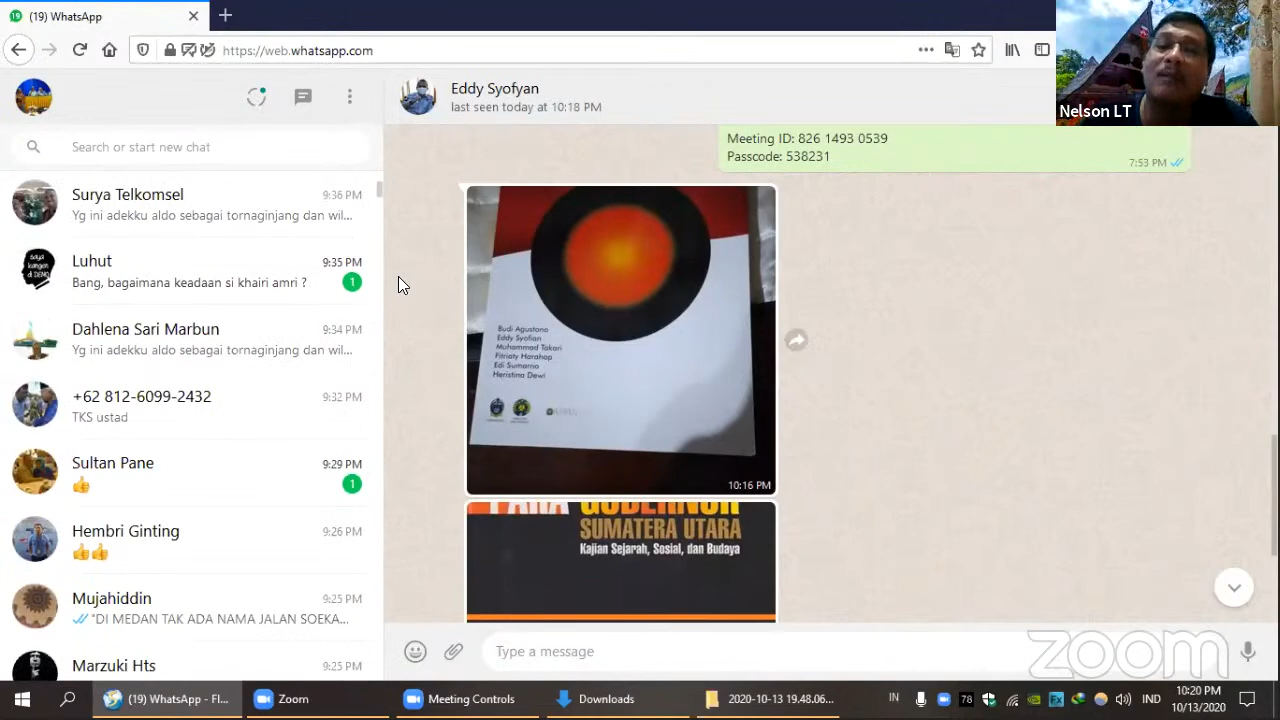 (19) WhatsApp
https://web.whatsapp.com
Nelson LT
Eddy Syofyan
last seen today at 10:18 PM
Search or start new chat
Surya Telkomsel
9:36 PM
Yg ini adekku aldo sebagai tornaginjang dan wil...
Luhut
9:35 PM
Bang, bagaimana keadaan si khairi amri ?
1
Dahlena Sari Marbun
9:34 PM
Yg ini adekku aldo sebagai tornaginjang dan wil...
+62 812-6099-2432
9:32 PM
TKS ustad
Sultan Pane
9:29 PM
👍
1
Hembri Ginting
9:26 PM
👍👍
Mujahiddin
9:25 PM
"DI MEDAN TAK ADA NAMA JALAN SOEKA...
Marzuki Hts
9:25 PM
Meeting ID: 826 1493 0539
Passcode: 538231
7:53 PM
Budi Agustono
Eddy Syofian
Muhammad Takari
Fitriaty Harahap
Edi Sumarno
Heristina Dewi
10:16 PM
PARA GUBERNUR
SUMATERA UTARA
Kajian Sejarah, Sosial, dan Budaya
Type a message
zoom
(19) WhatsApp - Fi...
Zoom
Meeting Controls
Downloads
2020-10-13 19.48.06...
IN
78
IND
10:20 PM
10/13/2020